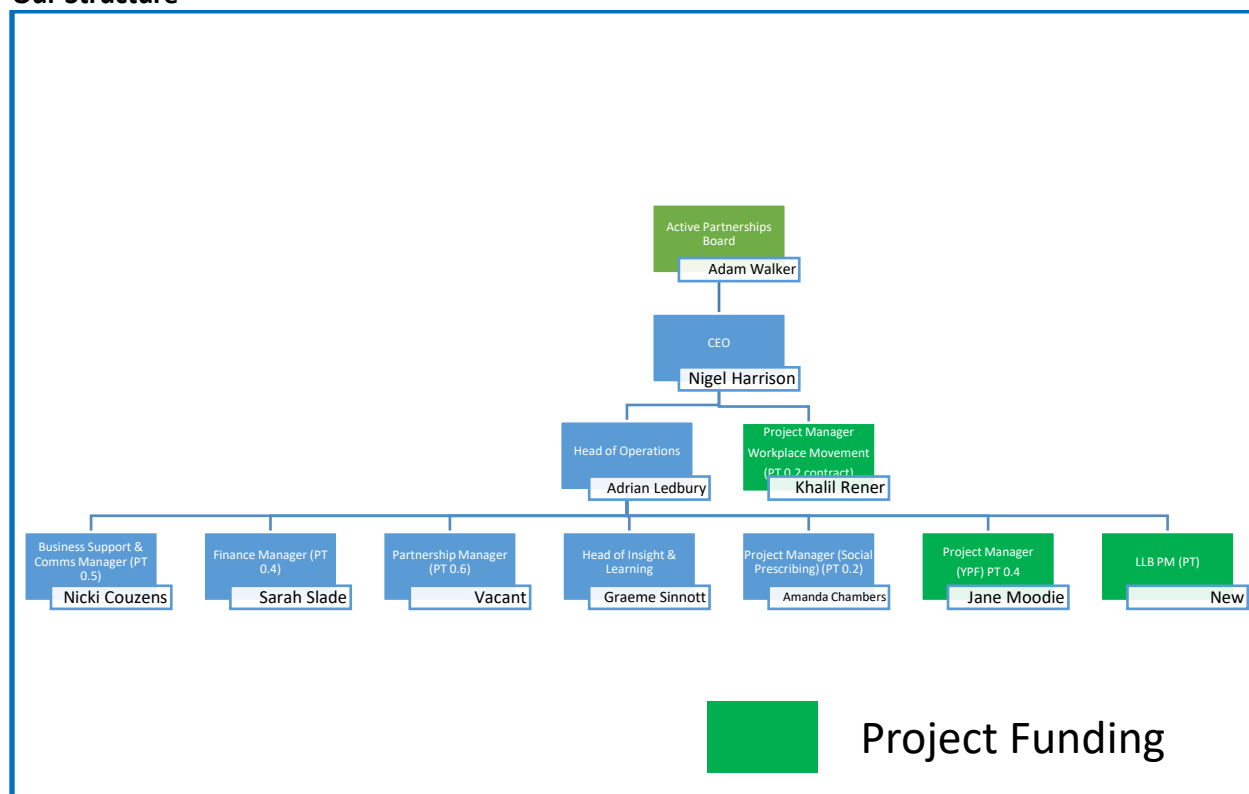 Our Structure
Active Partnerships
Board
Adam Walker
CEO
Nigel Harrison
Head of Operations
Adrian Ledbury
Project Manager
Workplace Movement
(PT 0.2 contract)
Khalil Rener
Business Support &
Comms Manager (PT
0.5)
Nicki Couzens
Finance Manager (PT
0.4)
Sarah Slade
Partnership Manager
(PT 0.6)
Vacant
Head of Insight &
Learning
Graeme Sinnott
Project Manager (Social
Prescribing) (PT 0.2)
Amanda Chambers
Project Manager
(YPF) PT 0.4
Jane Moodie
LLB PM (PT)
New
Project Funding